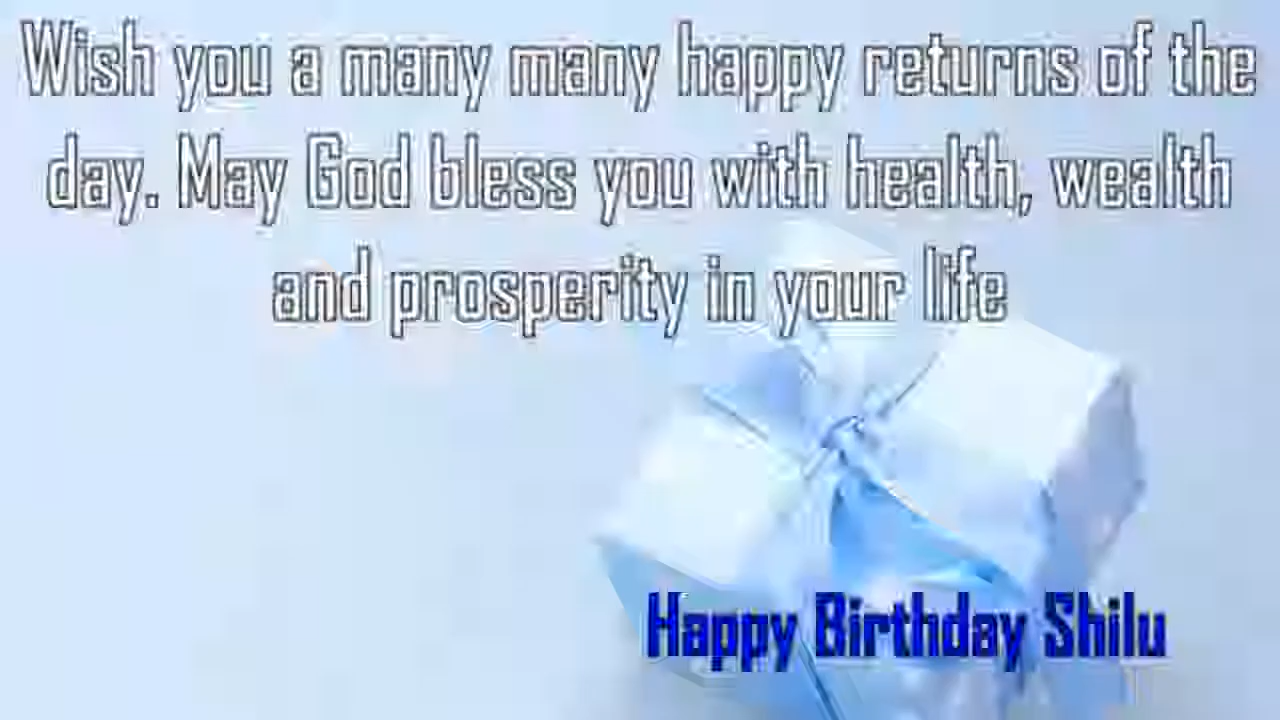 Wish you a many many happy returns of the
day. May God bless you with health, wealth
and prosperity in your life
Happy Birthday Shilu